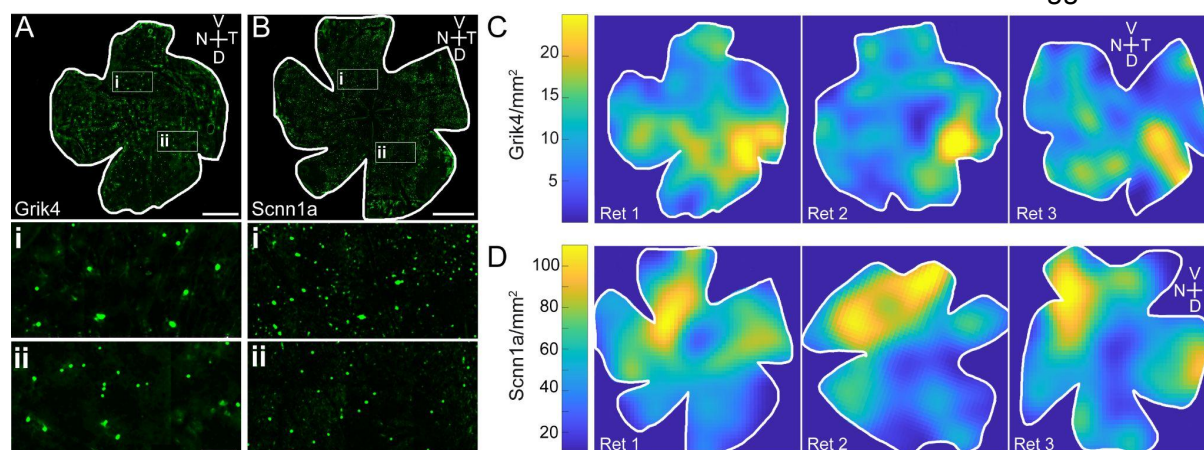 A
V
N T
D
i
ii
Grik4
B
V
N T
D
i
ii
Scnn1a
i
ii
i
ii
C
Grik4/mm²
20
15
10
5
Ret 1
Ret 2
V
N T
D
Ret 3
D
Scnn1a/mm²
100
80
60
40
20
Ret 1
Ret 2
V
N T
D
Ret 3